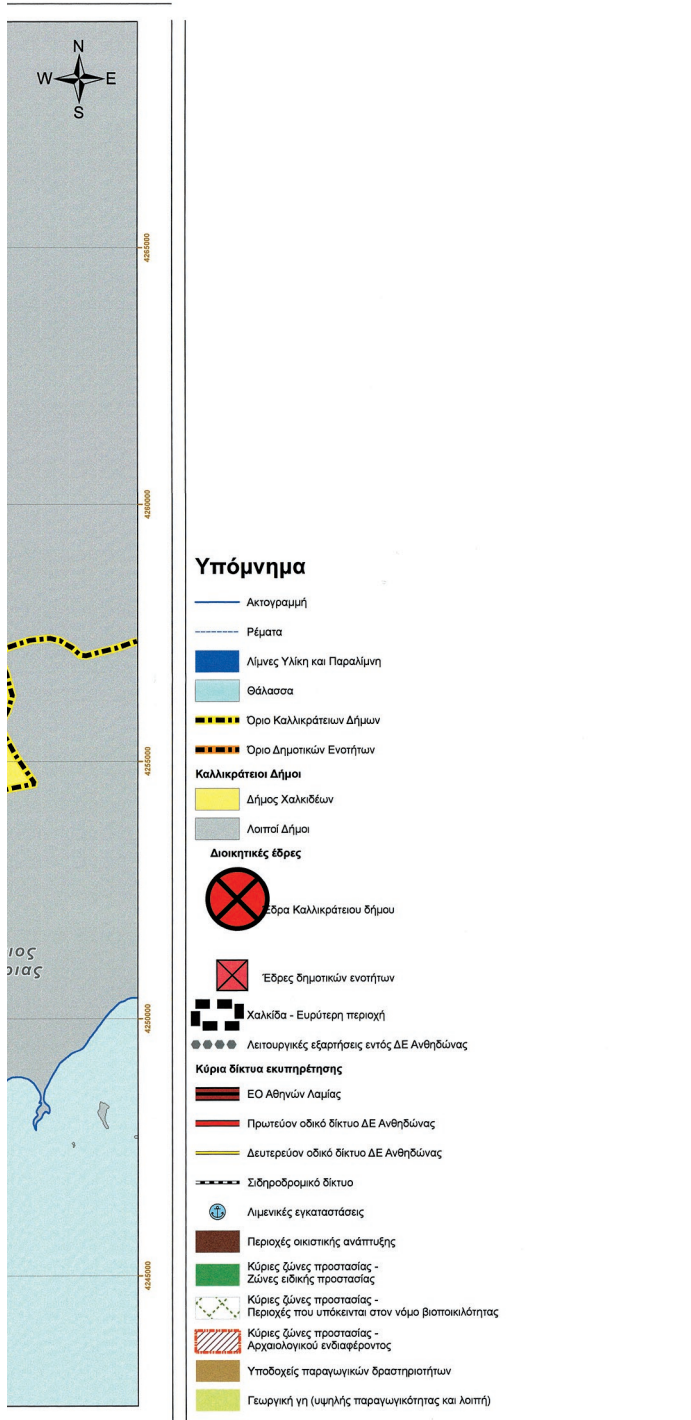 N
W E
S
4265000
4260000
4255000
4250000
4245000
ιος
ριας
Υπόμνημα
Ακτογραμμή
Ρέματα
Λίμνες Υλίκη και Παραλίμνη
Θάλασσα
Όριο Καλλικράτειων Δήμων
Όριο Δημοτικών Ενοτήτων
Καλλικράτειοι Δήμοι
Δήμος Χαλκιδέων
Λοιποί Δήμοι
Διοικητικές έδρες
Έδρα Καλλικράτειου δήμου
Έδρες δημοτικών ενοτήτων
Χαλκίδα - Ευρύτερη περιοχή
Λειτουργικές εξαρτήσεις εντός ΔΕ Ανθηδώνας
Κύρια δίκτυα εκυπηρέτησης
ΕΟ Αθηνών Λαμίας
Πρωτεύον οδικό δίκτυο ΔΕ Ανθηδώνας
Δευτερεύον οδικό δίκτυο ΔΕ Ανθηδώνας
Σιδηροδρομικό δίκτυο
Λιμενικές εγκαταστάσεις
Περιοχές οικιστικής ανάπτυξης
Κύριες ζώνες προστασίας -
Ζώνες ειδικής προστασίας
Κύριες ζώνες προστασίας -
Περιοχές που υπόκεινται στον νόμο βιοποικιλότητας
Κύριες ζώνες προστασίας -
Αρχαιολογικού ενδιαφέροντος
Υποδοχείς παραγωγικών δραστηριοτήτων
Γεωργική γη (υψηλής παραγωγικότητας και λοιπή)